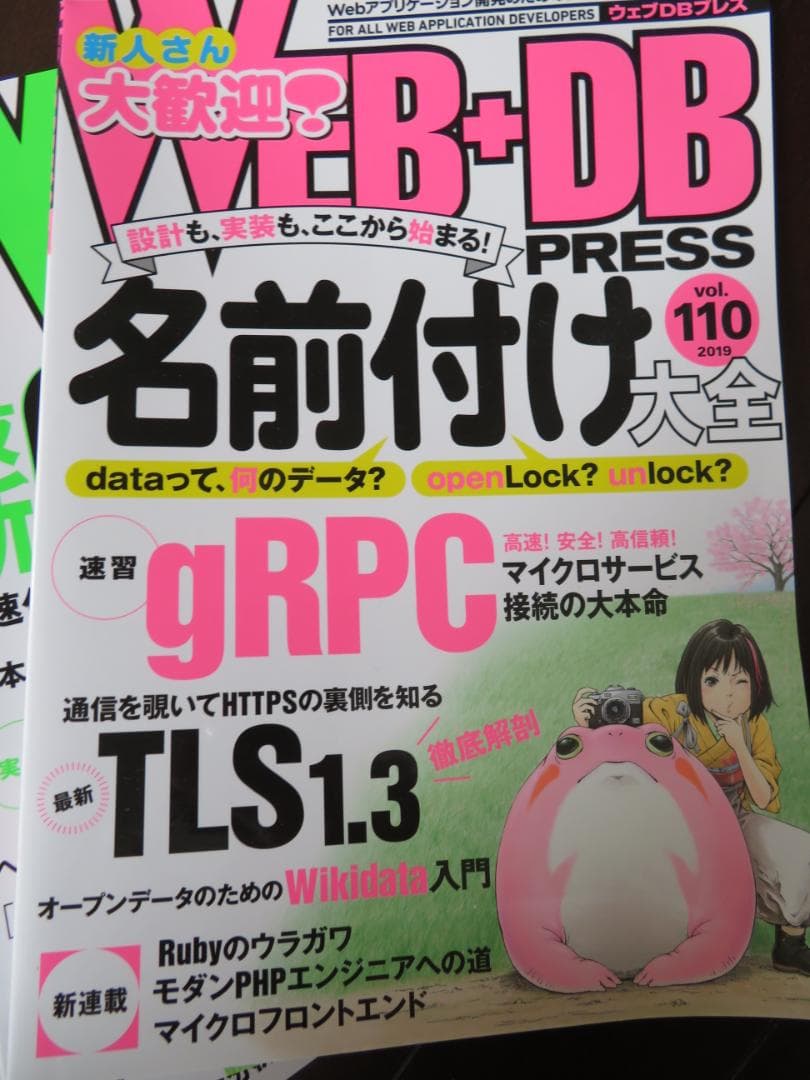 Webアプリケーション開発のため
FOR ALL WEB APPLICATION DEVELOPERS
ウェブDBプレス
新人さん
大歓迎!
WEB+DB
PRESS
設計も、実装も、ここから始まる!
vol.
110
2019
名前付け大全
dataって、何のデータ? openLock? unlock?
速習
gRPC
高速! 安全! 高信頼!
マイクロサービス
接続の大本命
通信を覗いてHTTPSの裏側を知る
最新
TLS1.3
徹底解剖
オープンデータのためのWikidata入門
新連載
Rubyのウラガワ
モダンPHPエンジニアへの道
マイクロフロントエンド
速
本
実